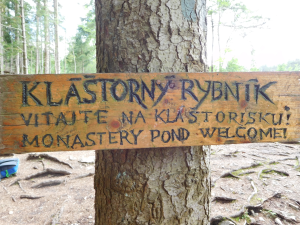 KLÁŠTORNÝ RYBNÍK
VITAJTE NA KLÁŠTORISKU!
MONASTERY POND - WELCOME!